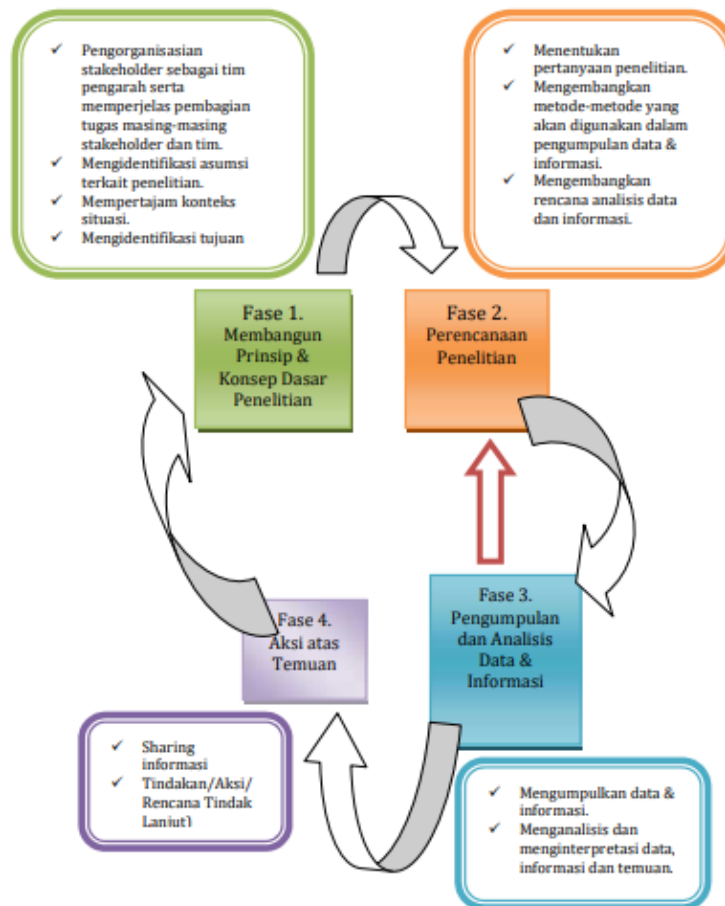 ✓ Pengorganisasian
stakeholder sebagai tim
pengarah serta
memperjelas pembagian
tugas masing-masing
stakeholder dan tim.
✓ Mengidentifikasi asumsi
terkait penelitian.
✓ Mempertajam konteks
situasi.
✓ Mengidentifikasi tujuan
✓ Menentukan
pertanyaan penelitian.
✓ Mengembangkan
metode-metode yang
akan digunakan dalam
pengumpulan data &
informasi.
✓ Mengembangkan
rencana analisis data
dan informasi.
Fase 1.
Membangun
Prinsip &
Konsep Dasar
Penelitian
Fase 2.
Perencanaan
Penelitian
Fase 3.
Pengumpulan
dan Analisis
Data &
Informasi
Fase 4.
Aksi atas
Temuan
✓ Sharing
informasi
✓ Tindakan/Aksi/
Rencana Tindak
Lanjut)
✓ Mengumpulkan data &
informasi.
✓ Menganalisis dan
menginterpretasi data,
informasi dan temuan.